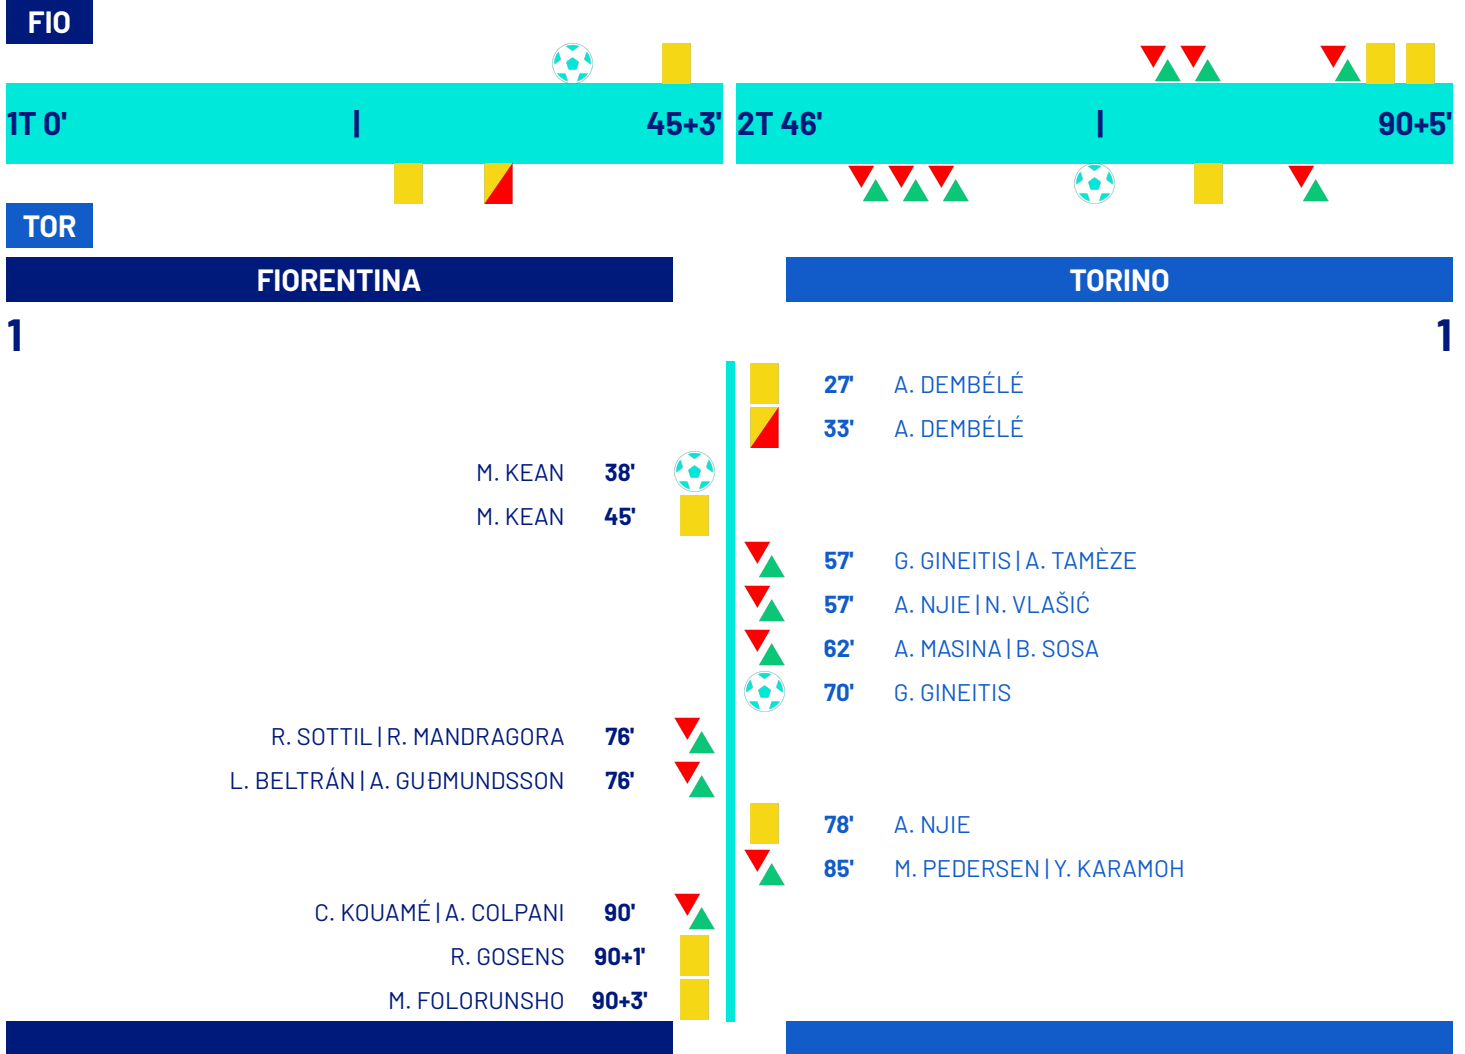 FIO
1T 0' | 45+3' 2T 46' | 90+5'
TOR
FIORENTINA TORINO
1 1
27' A. DEMBÉLÉ
33' A. DEMBÉLÉ
M. KEAN 38'
M. KEAN 45'
57' G. GINEITIS | A. TAMÈZE
57' A. NJIE | N. VLAŠIĆ
62' A. MASINA | B. SOSA
70' G. GINEITIS
R. SOTTIL | R. MANDRAGORA 76'
L. BELTRÁN | A. GUÐMUNDSSON 76'
78' A. NJIE
85' M. PEDERSEN | Y. KARAMOH
C. KOUAMÉ | A. COLPANI 90'
R. GOSENS 90+1'
M. FOLORUNSHO 90+3'